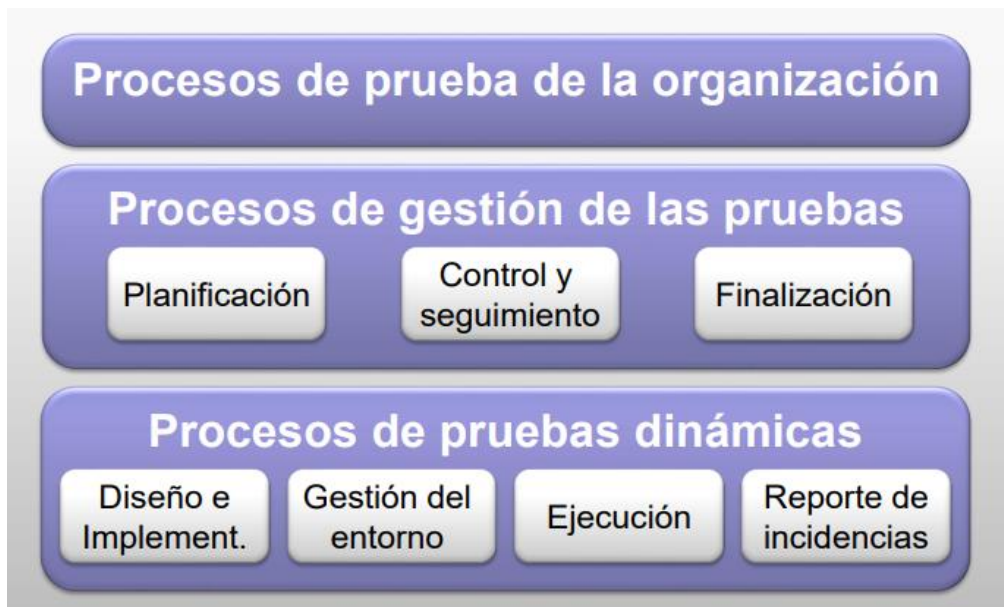 Procesos de prueba de la organización
Procesos de gestión de las pruebas
Planificación
Control y
seguimiento
Finalización
Procesos de pruebas dinámicas
Diseño e
Implement.
Gestión del
entorno
Ejecución
Reporte de
incidencias